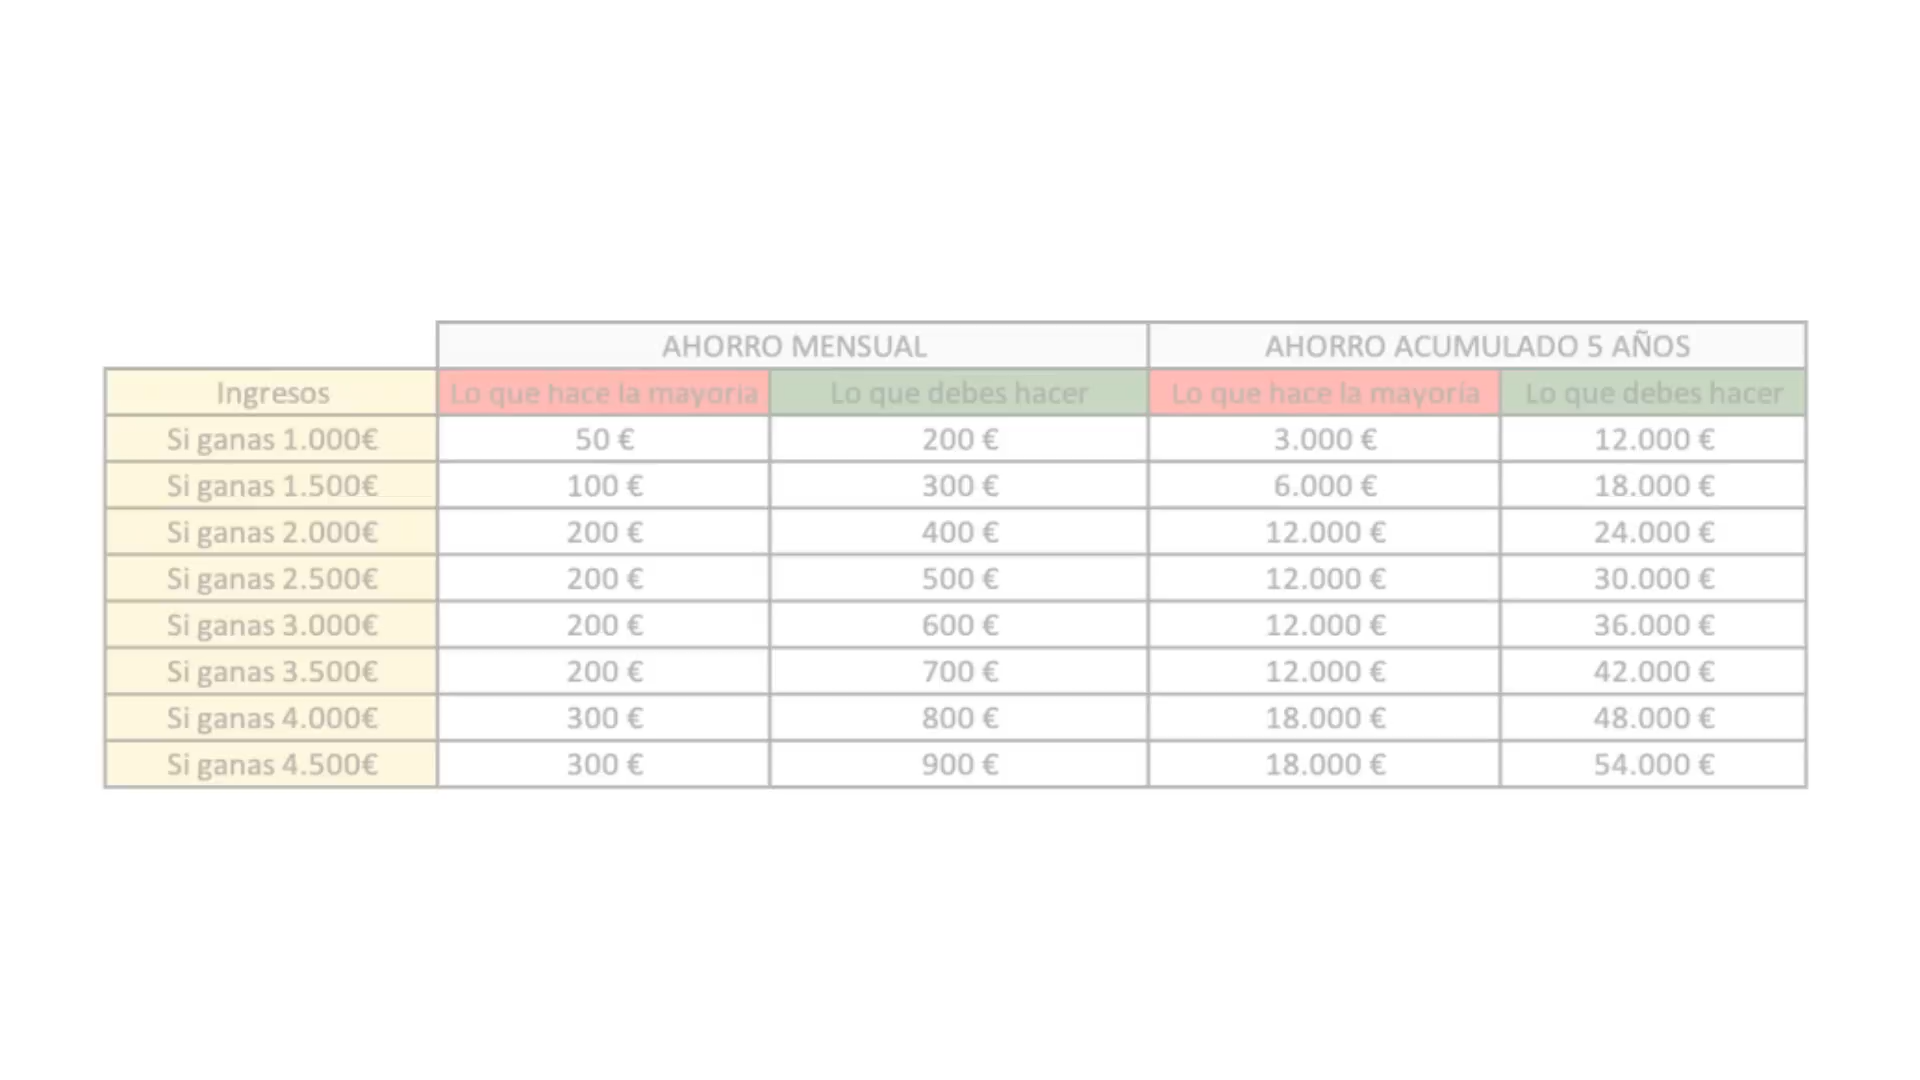 AHORRO MENSUAL AHORRO ACUMULADO 5 AÑOS
Ingresos Lo que hace la mayoría Lo que debes hacer Lo que hace la mayoría Lo que debes hacer
Si ganas 1.000€ 50 € 200 € 3.000 € 12.000 €
Si ganas 1.500€ 100 € 300 € 6.000 € 18.000 €
Si ganas 2.000€ 200 € 400 € 12.000 € 24.000 €
Si ganas 2.500€ 200 € 500 € 12.000 € 30.000 €
Si ganas 3.000€ 200 € 600 € 12.000 € 36.000 €
Si ganas 3.500€ 200 € 700 € 12.000 € 42.000 €
Si ganas 4.000€ 300 € 800 € 18.000 € 48.000 €
Si ganas 4.500€ 300 € 900 € 18.000 € 54.000 €